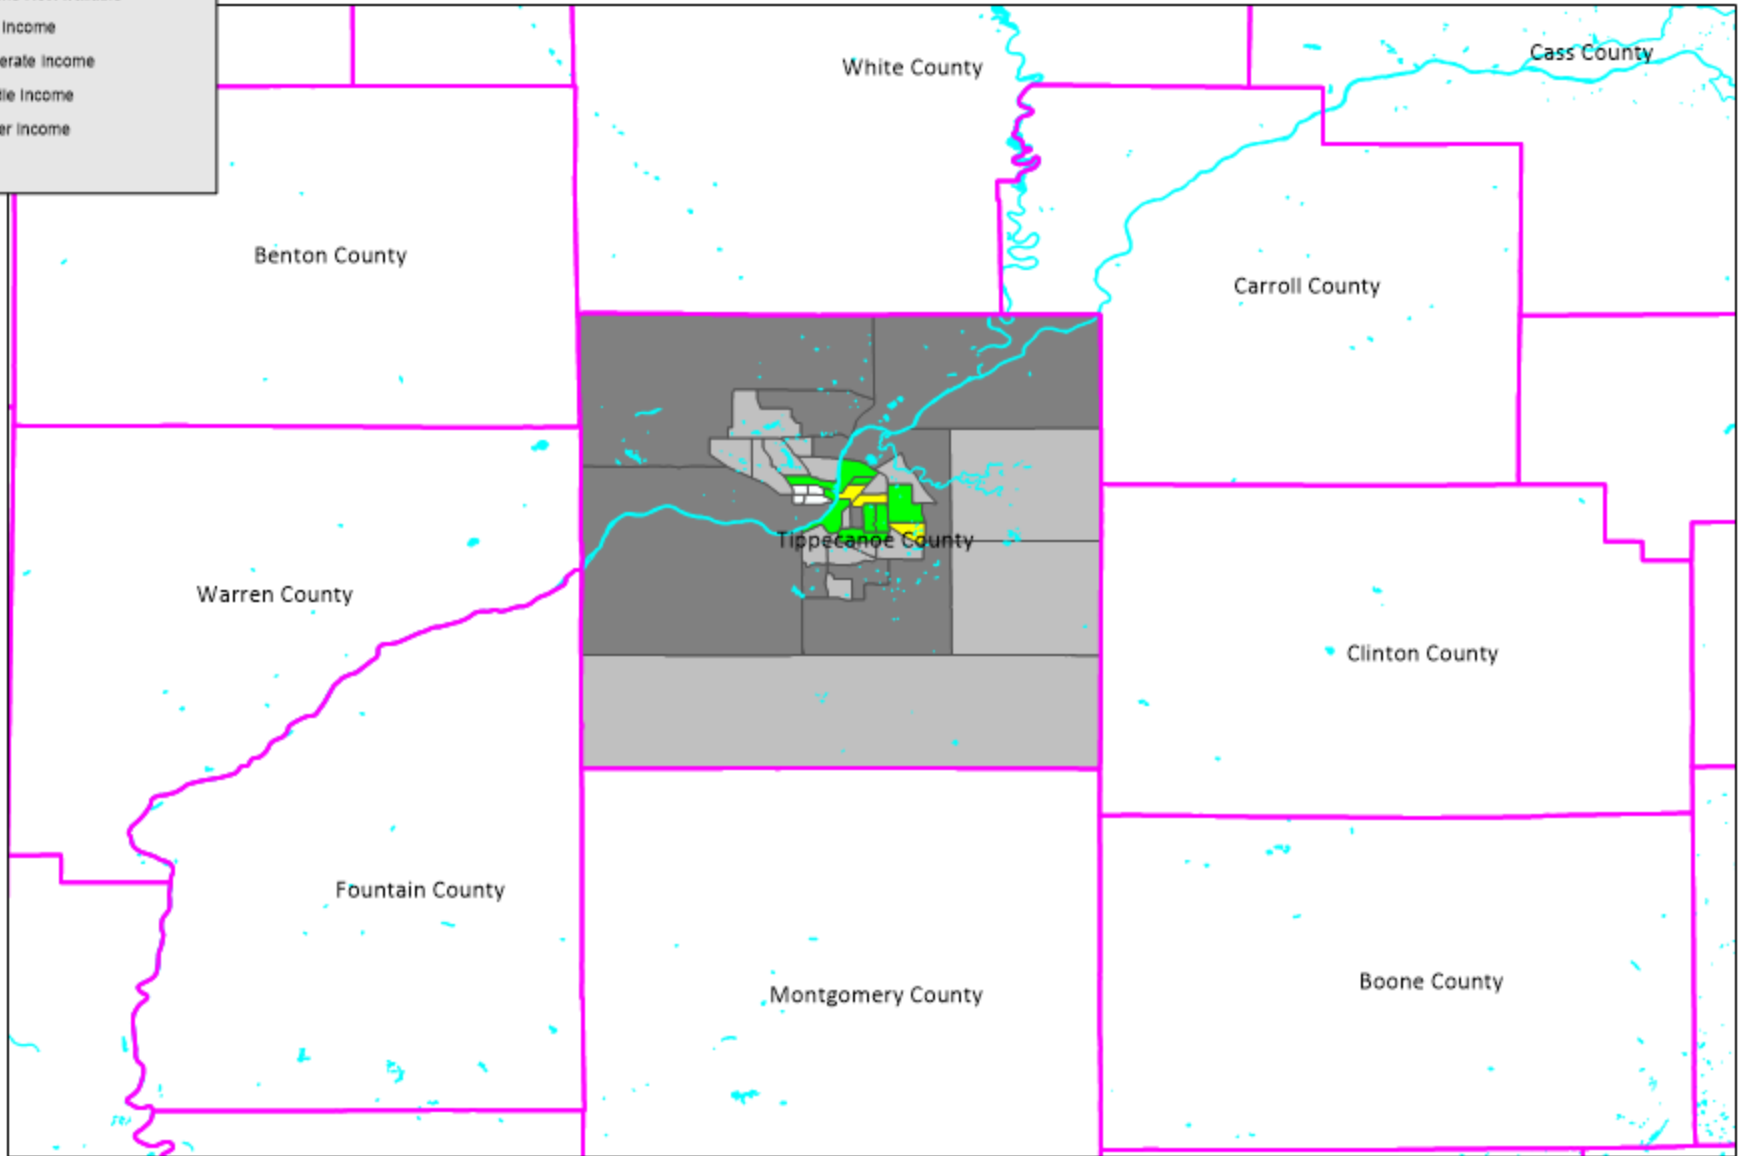 Income
erate Income
lle Income
er Income
White County
Cass County
Benton County
Carroll County
Tippecanoe County
Warren County
Clinton County
Fountain County
Boone County
Montgomery County